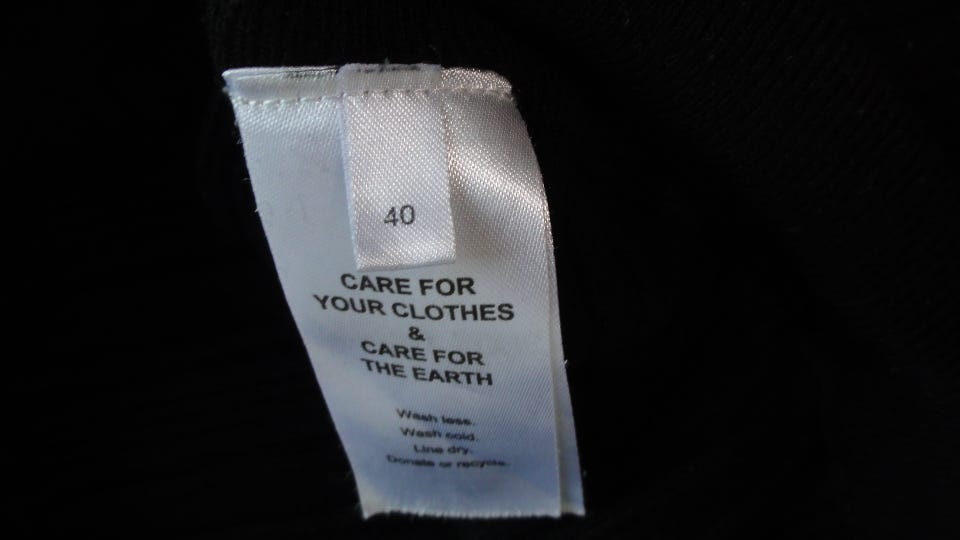 40
CARE FOR
YOUR CLOTHES
&
CARE FOR
THE EARTH
Wash less.
Wash cold.
Line dry.
Donate or recycle.